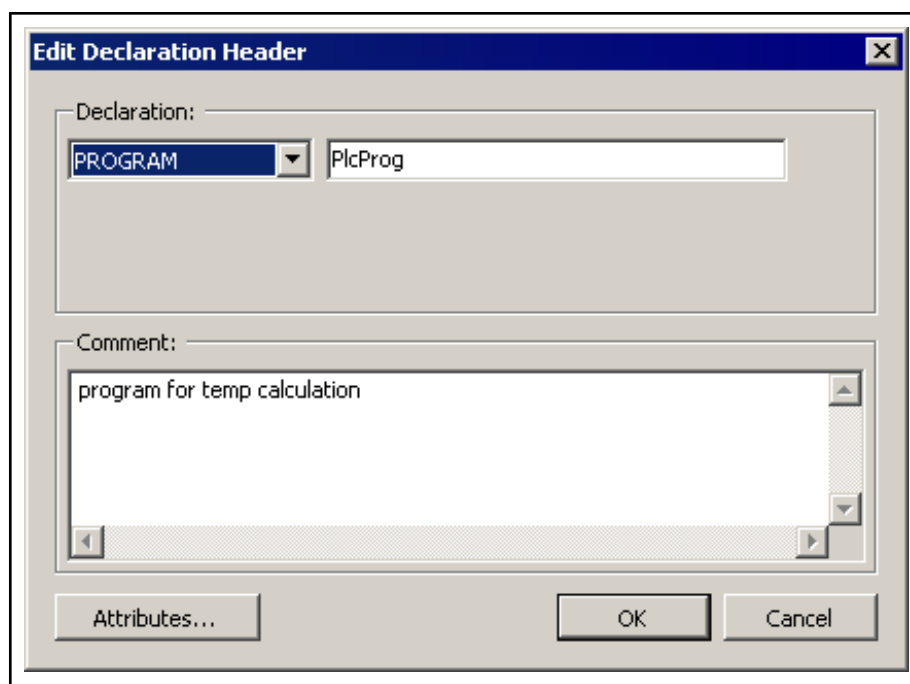 Edit Declaration Header
Declaration:
PROGRAM PlcProg
Comment:
program for temp calculation
Attributes... OK Cancel